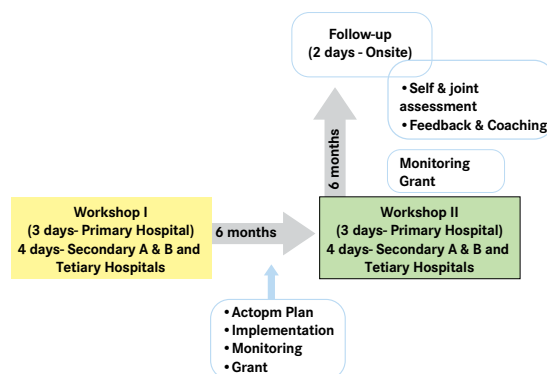 Follow-up
(2 days - Onsite)
• Self & joint
assessment
• Feedback & Coaching
6 months
Monitoring
Grant
Workshop I
(3 days- Primary Hospital)
4 days- Secondary A & B and
Tetiary Hospitals
6 months
Workshop II
(3 days- Primary Hospital)
4 days- Secondary A & B and
Tetiary Hospitals
• Actopm Plan
• Implementation
• Monitoring
• Grant